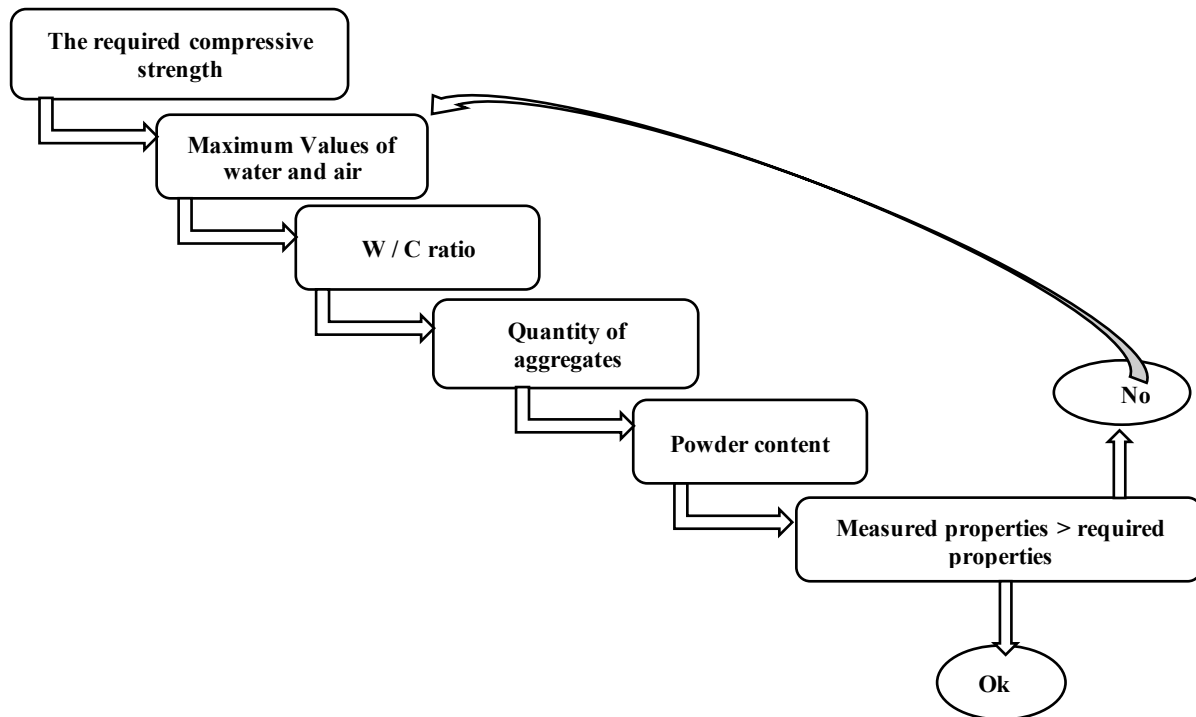 The required compressive
strength
Maximum Values of
water and air
W / C ratio
Quantity of
aggregates
Powder content
No
Measured properties > required
properties
Ok